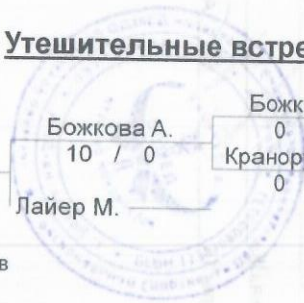 Утешительные встре
Божк
Божкова А.
0
10 / 0
Кранор
0
Лайер М.
в